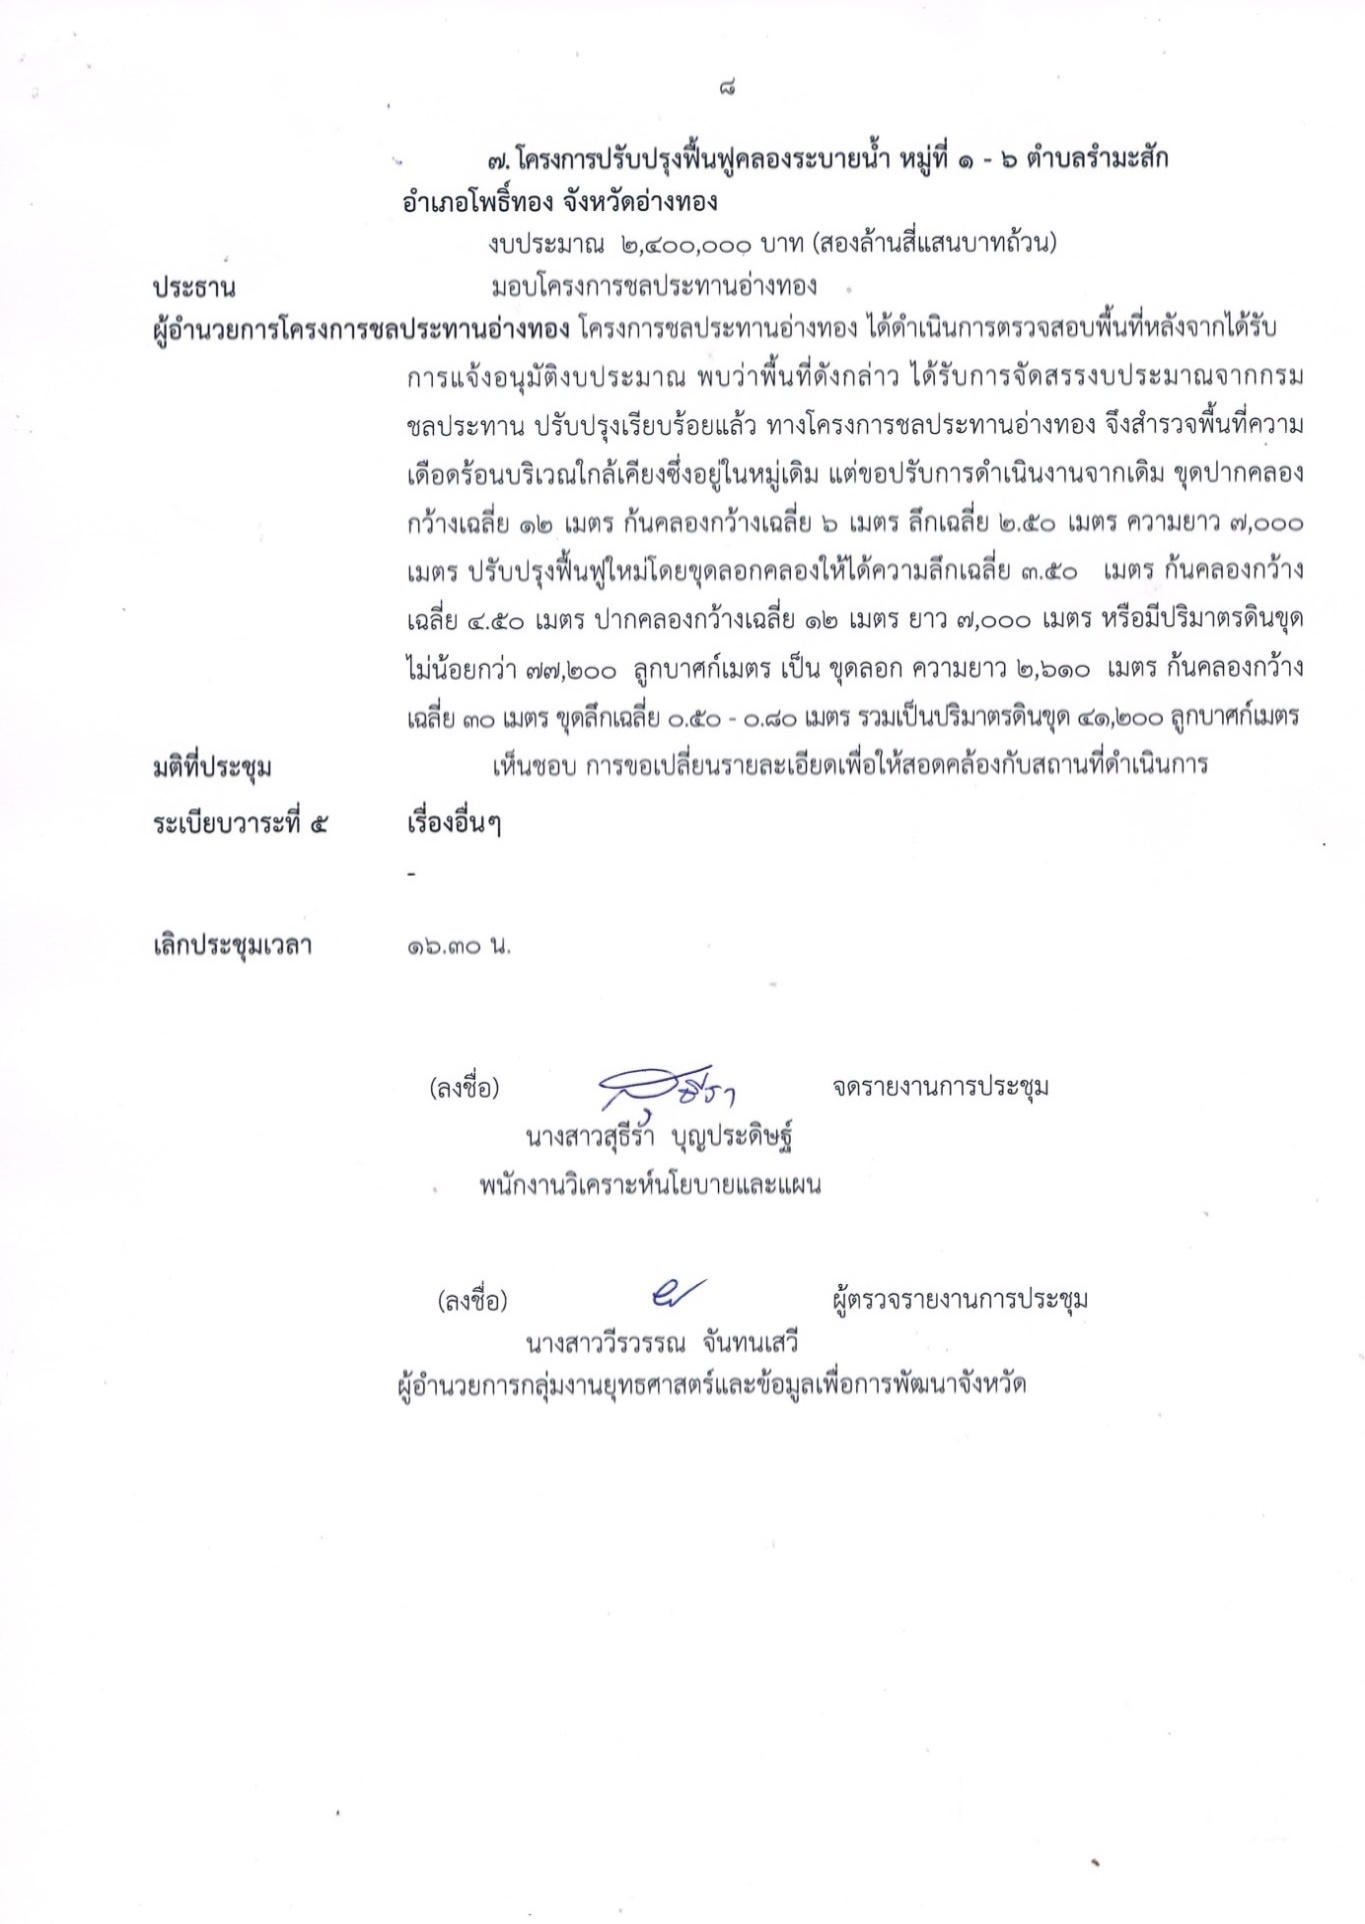 ๘
๗. โครงการปรับปรุงฟื้นฟูคลองระบายน้ำ หมู่ที่ ๑ - ๖ ตำบลรำมะสัก
อำเภอโพธิ์ทอง จังหวัดอ่างทอง
งบประมาณ ๒,๔๐๐,๐๐๐ บาท (สองล้านสี่แสนบาทถ้วน)
ประธาน มอบโครงการชลประทานอ่างทอง
ผู้อำนวยการโครงการชลประทานอ่างทอง โครงการชลประทานอ่างทอง ได้ดำเนินการตรวจสอบพื้นที่หลังจากได้รับ
การแจ้งอนุมัติงบประมาณ พบว่าพื้นที่ดังกล่าว ได้รับการจัดสรรงบประมาณจากกรม
ชลประทาน ปรับปรุงเรียบร้อยแล้ว ทางโครงการชลประทานอ่างทอง จึงสำรวจพื้นที่ความ
เดือดร้อนบริเวณใกล้เคียงซึ่งอยู่ในหมู่เดิม แต่ขอปรับการดำเนินงานจากเดิม ขุดปากคลอง
กว้างเฉลี่ย ๑๒ เมตร ก้นคลองกว้างเฉลี่ย ๖ เมตร ลึกเฉลี่ย ๒.๕๐ เมตร ความยาว ๗,๐๐๐
เมตร ปรับปรุงฟื้นฟูใหม่โดยขุดลอกคลองให้ได้ความลึกเฉลี่ย ๓.๕๐ เมตร ก้นคลองกว้าง
เฉลี่ย ๔.๕๐ เมตร ปากคลองกว้างเฉลี่ย ๑๒ เมตร ยาว ๗,๐๐๐ เมตร หรือมีปริมาตรดินขุด
ไม่น้อยกว่า ๗๗,๒๐๐ ลูกบาศก์เมตร เป็น ขุดลอก ความยาว ๒,๖๑๐ เมตร ก้นคลองกว้าง
เฉลี่ย ๓๐ เมตร ขุดลึกเฉลี่ย ๐.๕๐ - ๐.๘๐ เมตร รวมเป็นปริมาตรดินขุด ๔๑,๒๐๐ ลูกบาศก์เมตร
มติที่ประชุม เห็นชอบ การขอเปลี่ยนรายละเอียดเพื่อให้สอดคล้องกับสถานที่ดำเนินการ
ระเบียบวาระที่ ๕ เรื่องอื่นๆ
-
เลิกประชุมเวลา ๑๖.๓๐ น.
(ลงชื่อ) สุธีรา จดรายงานการประชุม
นางสาวสุธีรา บุญประดิษฐ์
พนักงานวิเคราะห์นโยบายและแผน
(ลงชื่อ) ผู้ตรวจรายงานการประชุม
นางสาววีรวรรณ จันทนเสวี
ผู้อำนวยการกลุ่มงานยุทธศาสตร์และข้อมูลเพื่อการพัฒนาจังหวัด